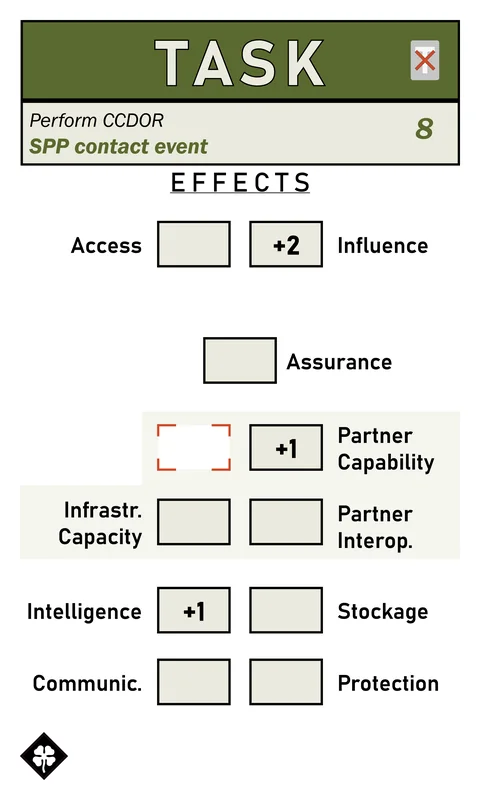 TASK
T
Perform CCDOR
8
SPP contact event
EFFECTS
Access
+2
Influence
Assurance
+1
Partner
Capability
Infrastr.
Capacity
Partner
Interop.
Intelligence
+1
Stockage
Communic.
Protection